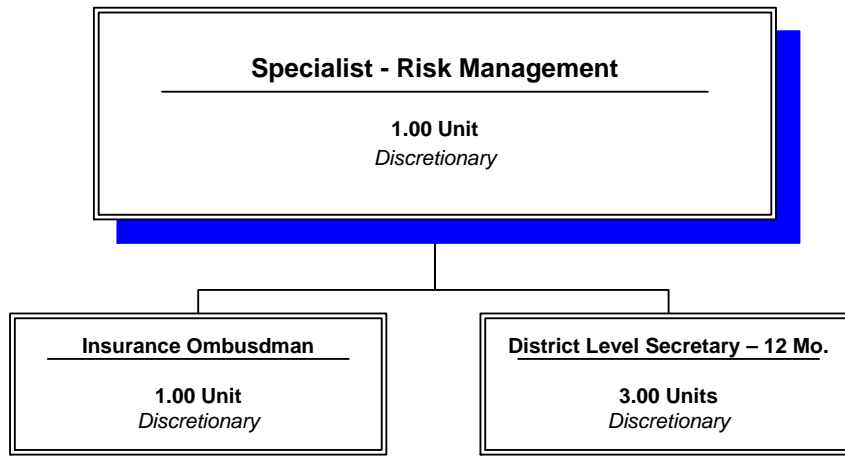 Specialist - Risk Management
1.00 Unit
Discretionary
Insurance Ombusdman
1.00 Unit
Discretionary
District Level Secretary – 12 Mo.
3.00 Units
Discretionary